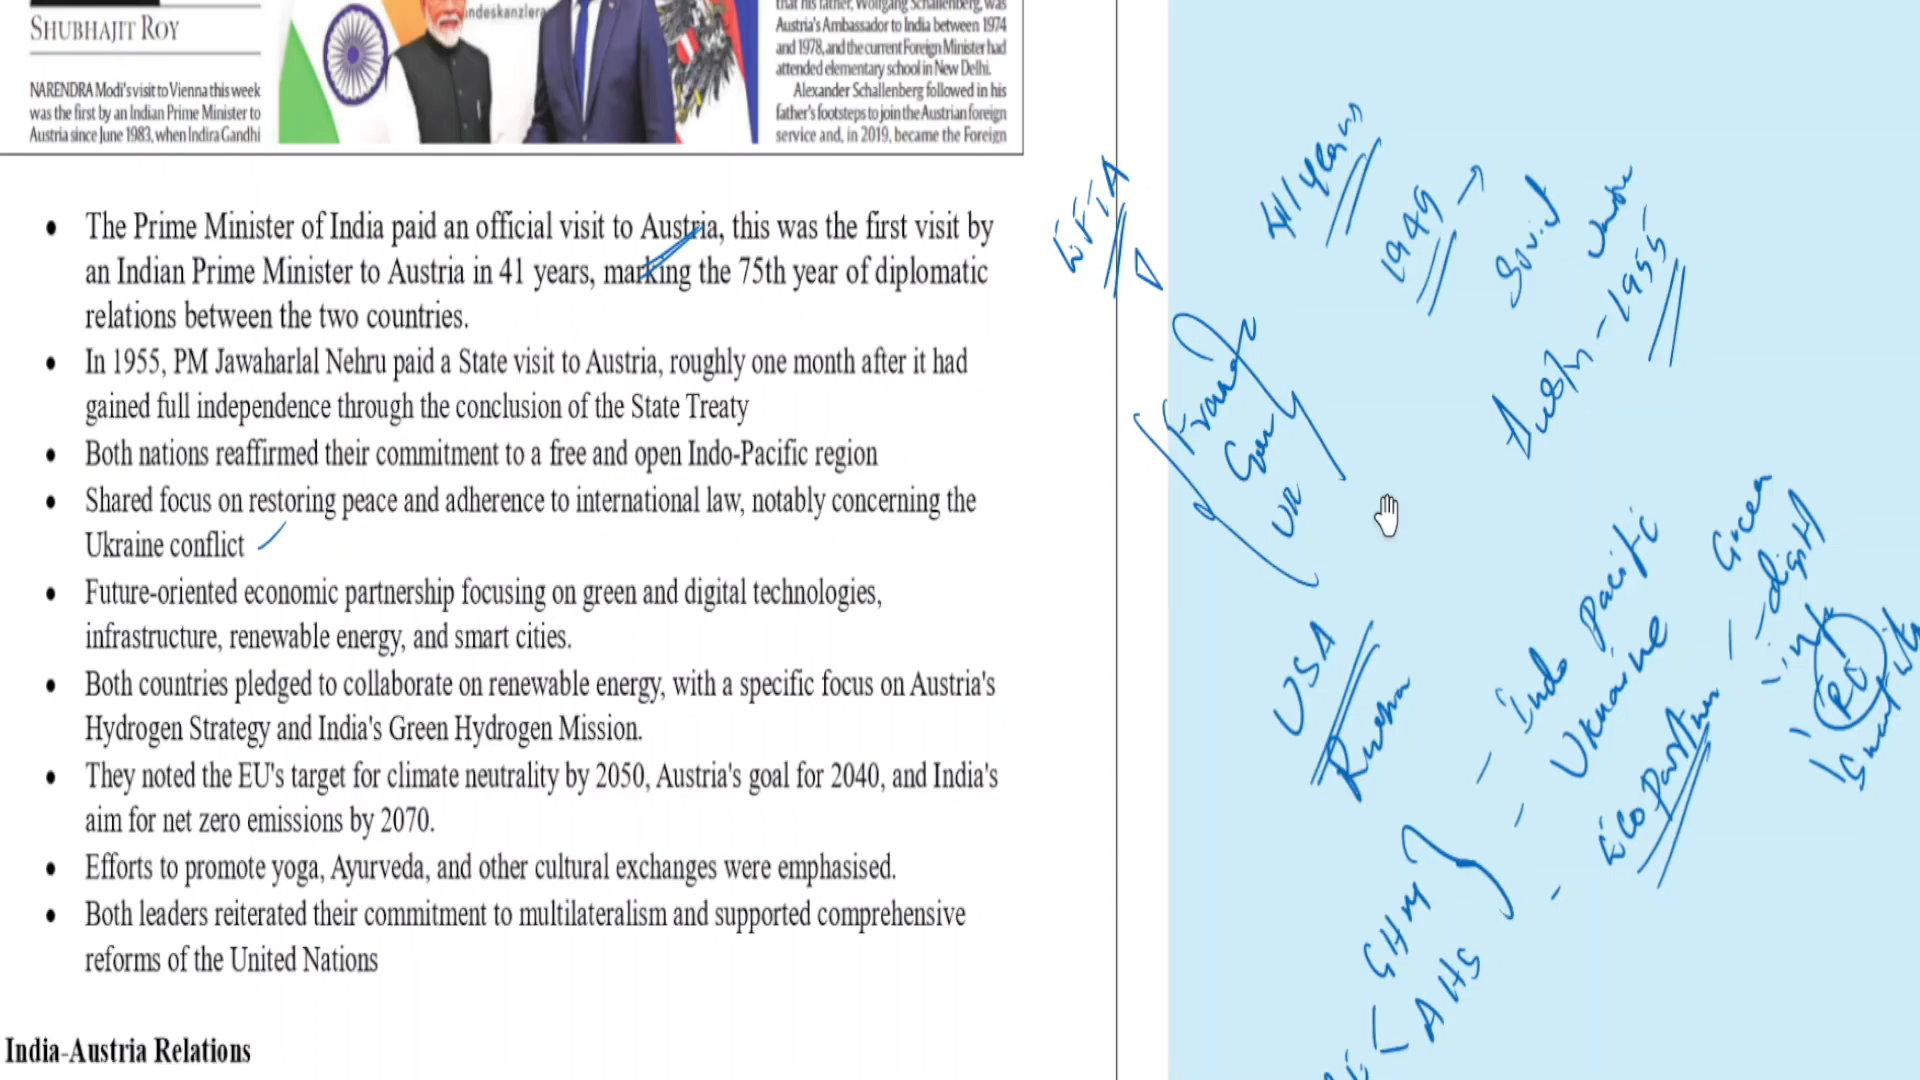 SHUBHAJIT ROY
NARENDRA Modi's visit to Vienna this week
was the first by an Indian Prime Minister to
Austria since June 1983, when Indira Gandhi
ndeskanzlera
that his father, Wolfgang Schallenberg, was
Austria's Ambassador to India between 1974
and 1978, and the current Foreign Minister had
attended elementary school in New Delhi.
Alexander Schallenberg followed in his
father's footsteps to join the Austrian foreign
service and, in 2019, became the Foreign
• The Prime Minister of India paid an official visit to Austria, this was the first visit by
an Indian Prime Minister to Austria in 41 years, marking the 75th year of diplomatic
relations between the two countries.
• In 1955, PM Jawaharlal Nehru paid a State visit to Austria, roughly one month after it had
gained full independence through the conclusion of the State Treaty
• Both nations reaffirmed their commitment to a free and open Indo-Pacific region
• Shared focus on restoring peace and adherence to international law, notably concerning the
Ukraine conflict
• Future-oriented economic partnership focusing on green and digital technologies,
infrastructure, renewable energy, and smart cities.
• Both countries pledged to collaborate on renewable energy, with a specific focus on Austria's
Hydrogen Strategy and India's Green Hydrogen Mission.
• They noted the EU's target for climate neutrality by 2050, Austria's goal for 2040, and India's
aim for net zero emissions by 2070.
• Efforts to promote yoga, Ayurveda, and other cultural exchanges were emphasised.
• Both leaders reiterated their commitment to multilateralism and supported comprehensive
reforms of the United Nations
India-Austria Relations
EFTA
41 years
1949 →
Soviet
1955
USA
Indo Pacific
Ukraine
Green
RE
GHM
AHS